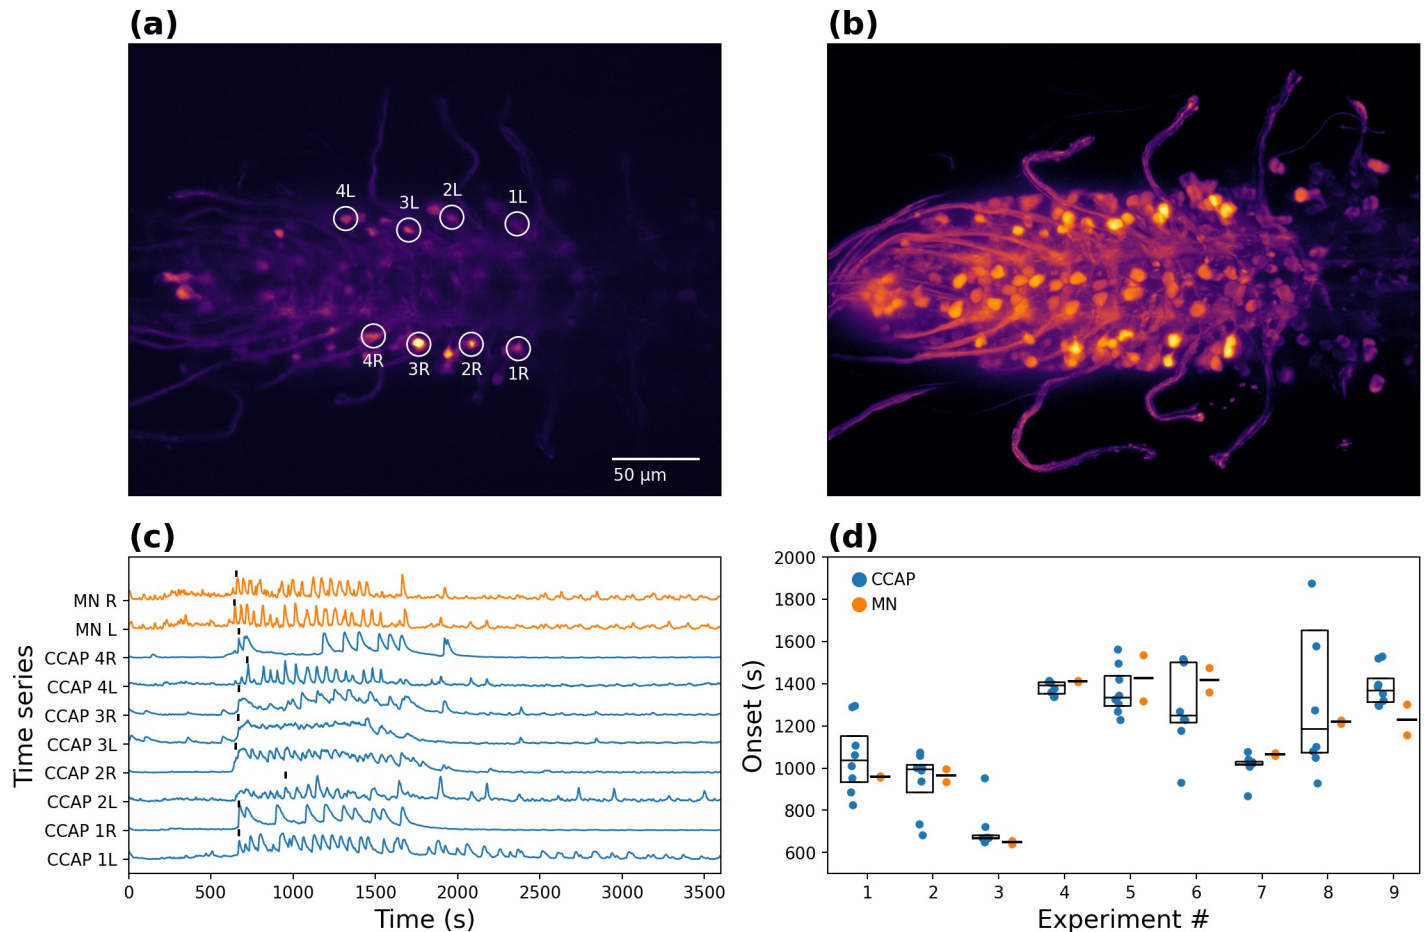 (a)
(b)
4L
3L
2L
1L
4R
3R
2R
1R
50 μm
(c)
(d)
Time series
MN R
MN L
CCAP 4R
CCAP 4L
CCAP 3R
CCAP 3L
CCAP 2R
CCAP 2L
CCAP 1R
CCAP 1L
0 500 1000 1500 2000 2500 3000 3500
Time (s)
Onset (s)
2000
1800
1600
1400
1200
1000
800
600
CCAP
MN
1 2 3 4 5 6 7 8 9
Experiment #